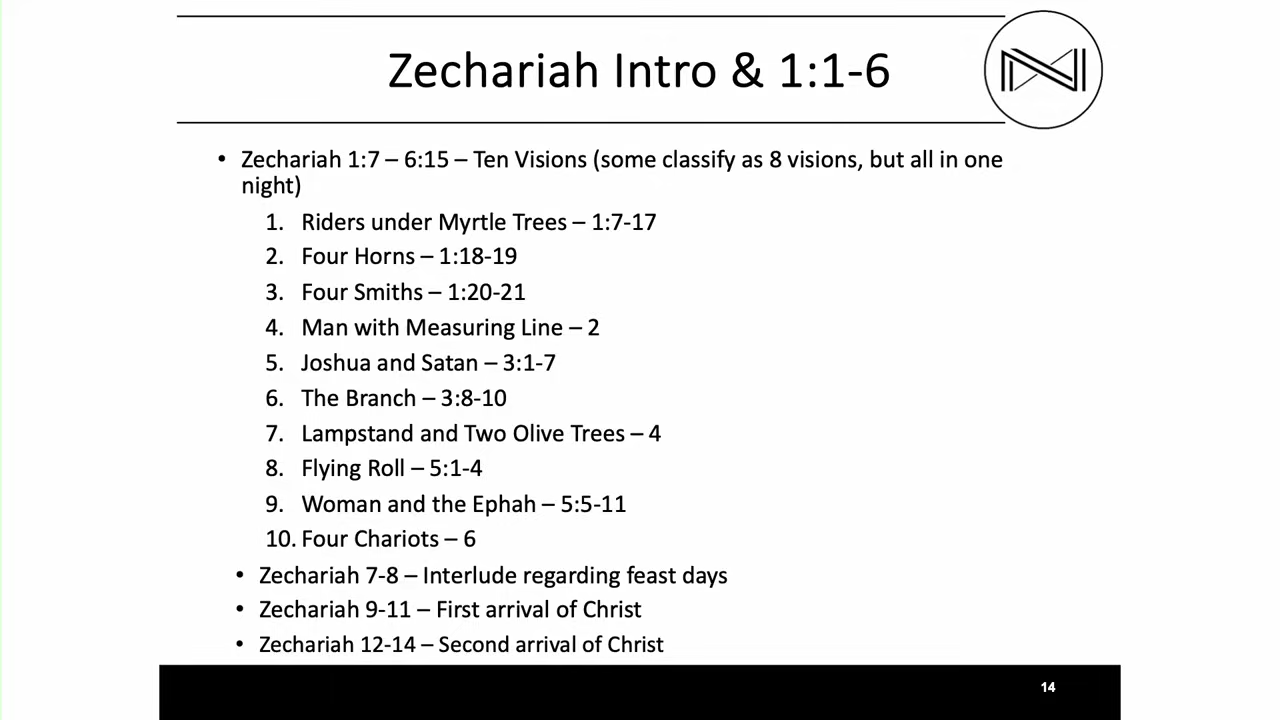 Zechariah Intro & 1:1-6
• Zechariah 1:7 – 6:15 – Ten Visions (some classify as 8 visions, but all in one
night)
1. Riders under Myrtle Trees – 1:7-17
2. Four Horns – 1:18-19
3. Four Smiths – 1:20-21
4. Man with Measuring Line – 2
5. Joshua and Satan – 3:1-7
6. The Branch – 3:8-10
7. Lampstand and Two Olive Trees – 4
8. Flying Roll – 5:1-4
9. Woman and the Ephah – 5:5-11
10. Four Chariots – 6
• Zechariah 7-8 – Interlude regarding feast days
• Zechariah 9-11 – First arrival of Christ
• Zechariah 12-14 – Second arrival of Christ
14